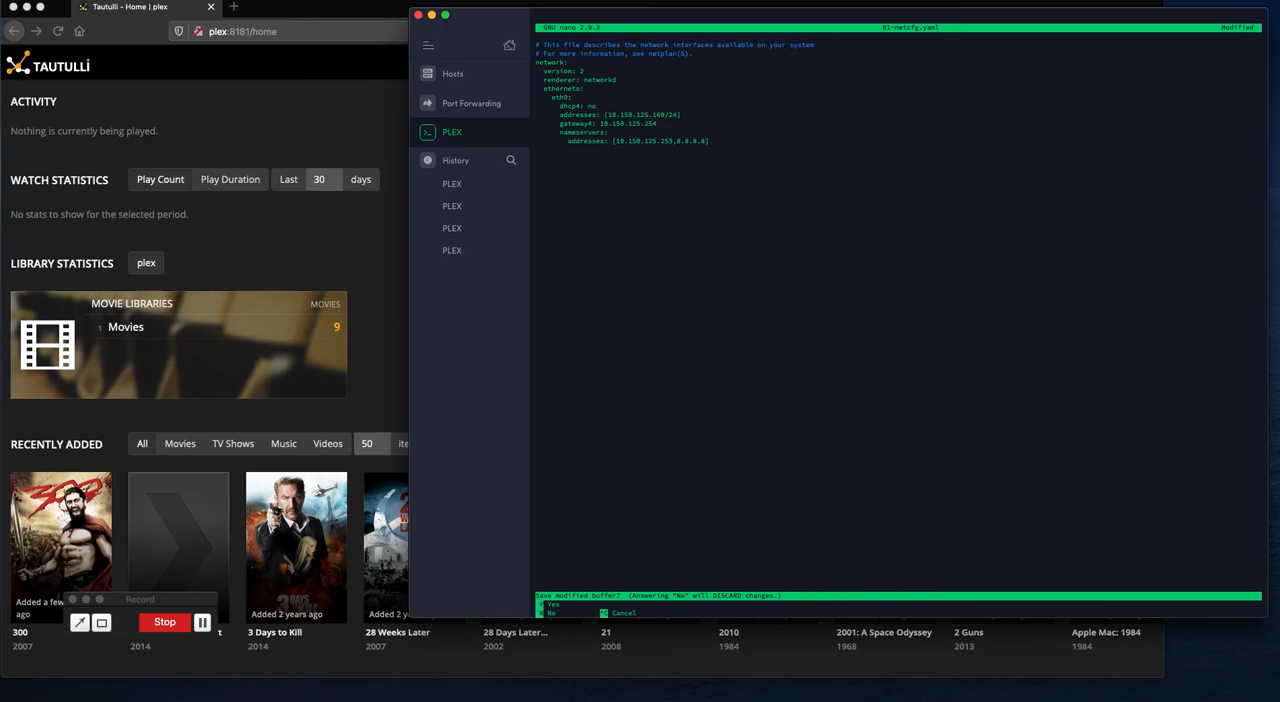 Tautulli - Home | plex
plex:8181/home
TAUTULLi
ACTIVITY
Nothing is currently being played.
WATCH STATISTICS
Play Count
Play Duration
Last
30
days
No stats to show for the selected period.
LIBRARY STATISTICS
plex
MOVIE LIBRARIES
MOVIES
1
Movies
9
RECENTLY ADDED
All
Movies
TV Shows
Music
Videos
50
ite
300
Added a few
ago
Added 2 years ago
Record
Stop
300
2007
t
2014
3 Days to Kill
2014
28 Weeks Later
2007
28 Days Later...
2002
21
2008
2010
1984
2001: A Space Odyssey
1968
2 Guns
2013
Apple Mac: 1984
1984
Hosts
Port Forwarding
PLEX
History
PLEX
PLEX
PLEX
PLEX
GNU nano 2.9.3
01-netcfg.yaml
Modified
# This file describes the network interfaces available on your system
# For more information, see netplan(5).
network:
version: 2
renderer: networkd
ethernets:
eth0:
dhcp4: no
addresses: [10.150.125.160/24]
gateway4: 10.150.125.254
nameservers:
addresses: [10.150.125.253,8.8.8.8]
Save modified buffer? (Answering "No" will DISCARD changes.)
Y Yes
N No
^C Cancel